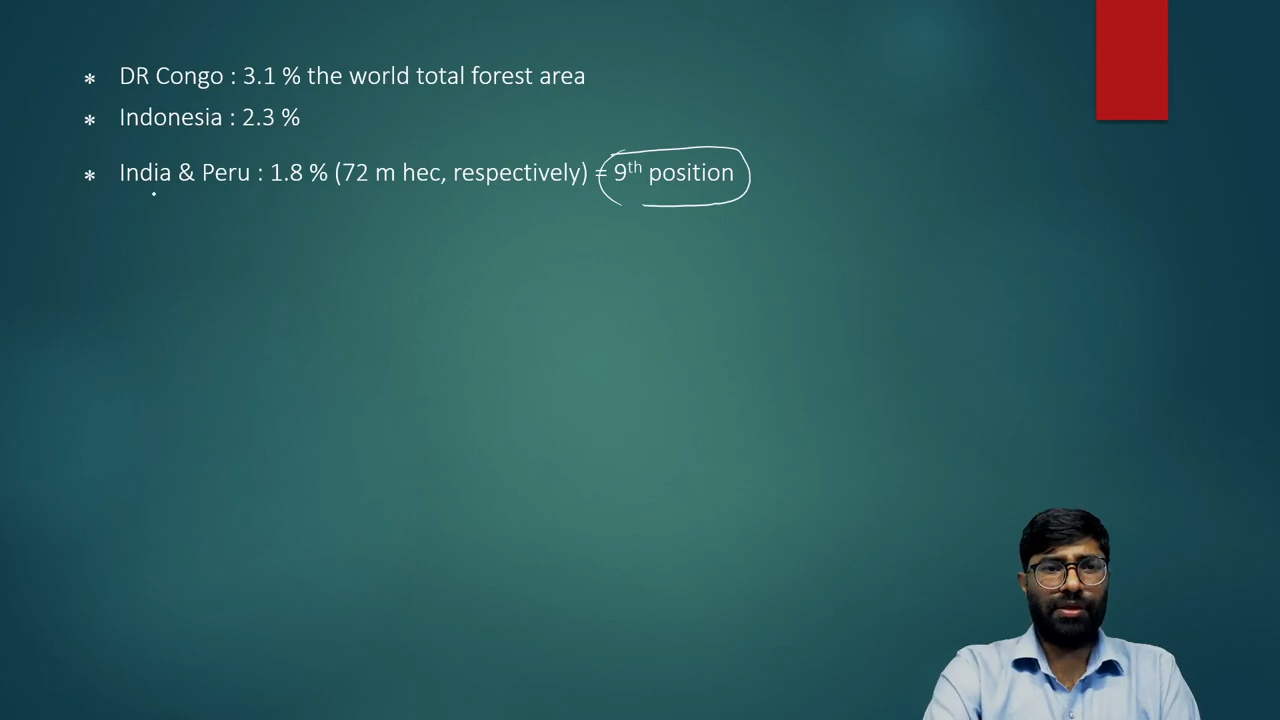 * DR Congo : 3.1 % the world total forest area
* Indonesia : 2.3 %
* India & Peru : 1.8 % (72 m hec, respectively) = 9th position